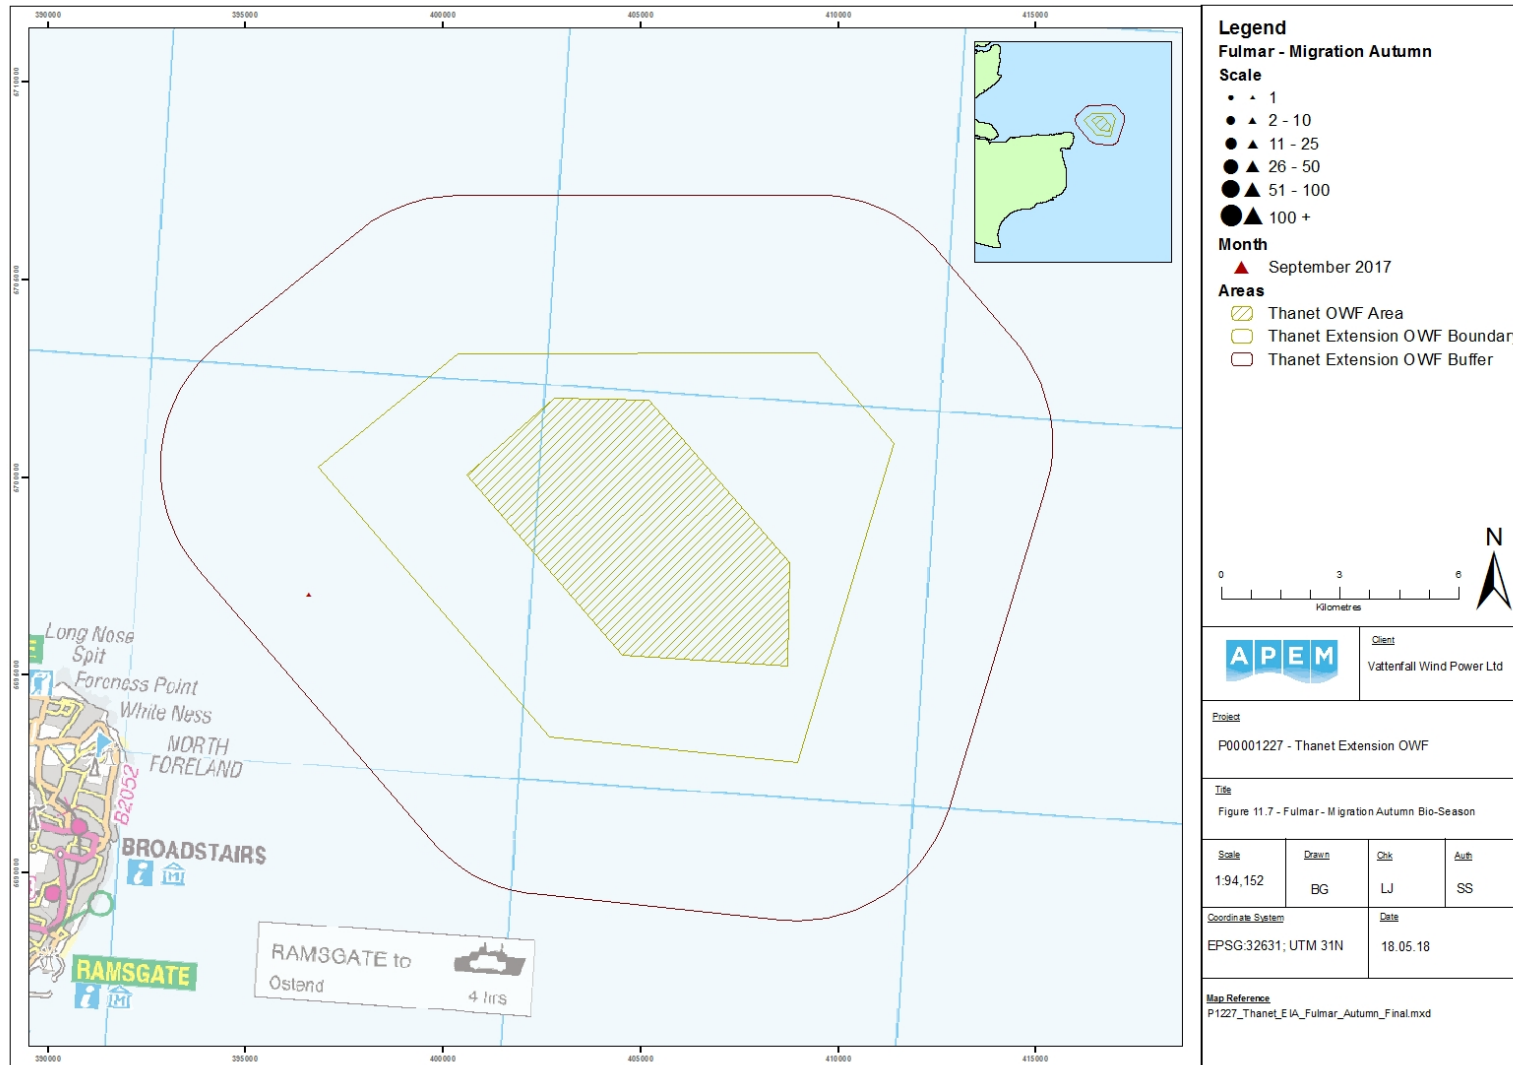 390000
395000
400000
405000
410000
415000
Legend
Fulmar - Migration Autumn
Scale
1
2 - 10
11 - 25
26 - 50
51 - 100
100 +
Month
September 2017
Areas
Thanet OWF Area
Thanet Extension OWF Boundary
Thanet Extension OWF Buffer
N
0 3 6
Kilometres
Long Nose
Spit
Foreness Point
White Ness
NORTH
FORELAND
B2052
BROADSTAIRS
RAMSGATE
RAMSGATE to
Ostend
4 hrs
APEM
Client
Vattenfall Wind Power Ltd
Project
P00001227 - Thanet Extension OWF
Title
Figure 11.7 - Fulmar - Migration Autumn Bio-Season
Scale
1:94,152
Drawn
BG
Chk
LJ
Auth
SS
Coordinate System
EPSG:32631; UTM 31N
Date
18.05.18
Map Reference
P1227_Thanet_EIA_Fulmar_Autumn_Final.mxd
390000
395000
400000
405000
410000
415000